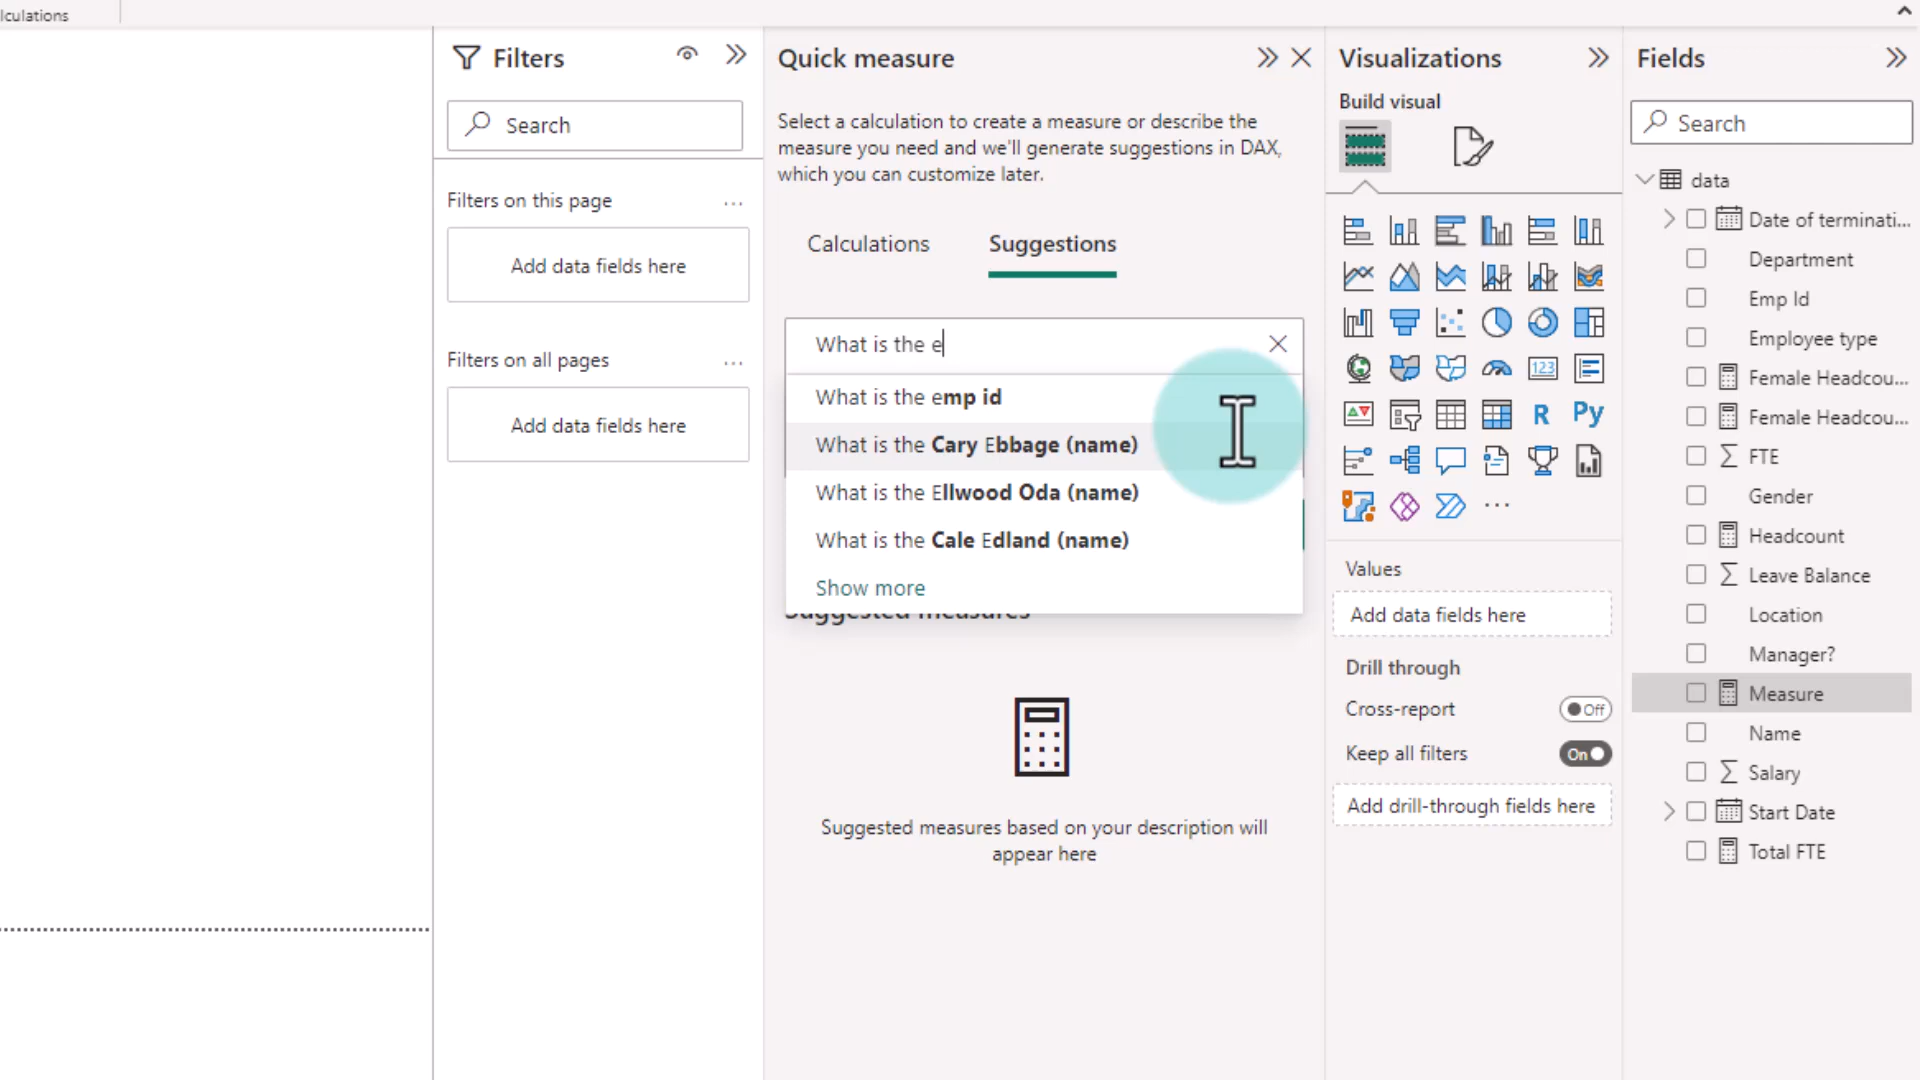 lculations
Filters
Search
Filters on this page
...
Add data fields here
Filters on all pages
...
Add data fields here
Quick measure
Select a calculation to create a measure or describe the
measure you need and we'll generate suggestions in DAX,
which you can customize later.
Calculations
Suggestions
What is the e
What is the emp id
What is the Cary Ebbage (name)
What is the Ellwood Oda (name)
What is the Cale Edland (name)
Show more
Suggested measures
Suggested measures based on your description will
appear here
Visualizations
Build visual
123
R
Py
...
Values
Add data fields here
Drill through
Cross-report
Off
Keep all filters
On
Add drill-through fields here
Fields
Search
data
Date of terminati...
Department
Emp Id
Employee type
Female Headcou...
Female Headcou...
FTE
Gender
Headcount
Leave Balance
Location
Manager?
Measure
Name
Salary
Start Date
Total FTE